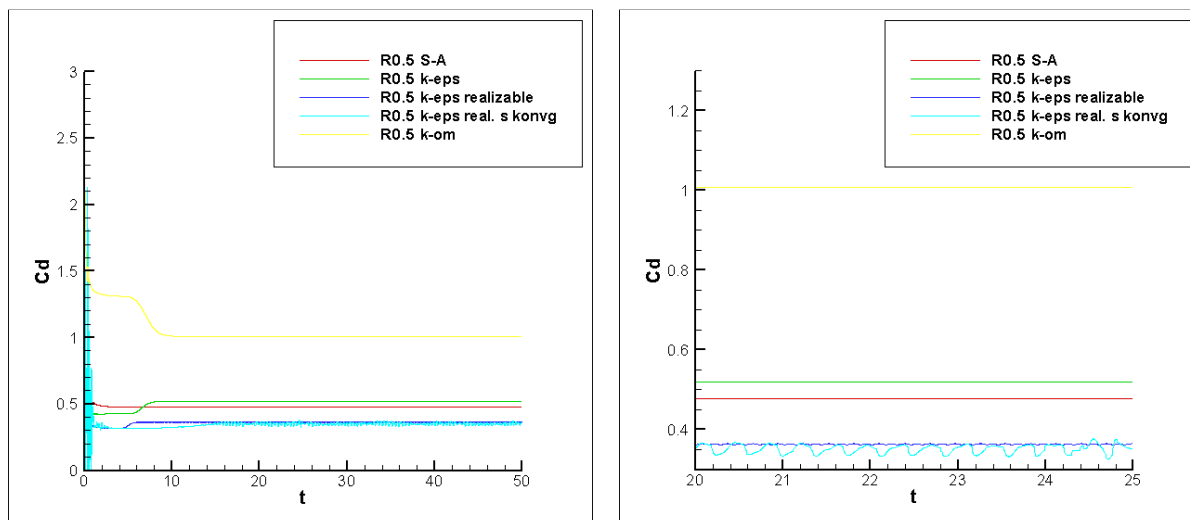 R0.5 S-A
R0.5 k-eps
R0.5 k-eps realizable
R0.5 k-eps real. s konvg
R0.5 k-om
3
2.5
2
1.5
1
0.5
0
Cd
0 10 20 30 40 50
t
R0.5 S-A
R0.5 k-eps
R0.5 k-eps realizable
R0.5 k-eps real. s konvg
R0.5 k-om
1.2
1
0.8
0.6
0.4
Cd
20 21 22 23 24 25
t